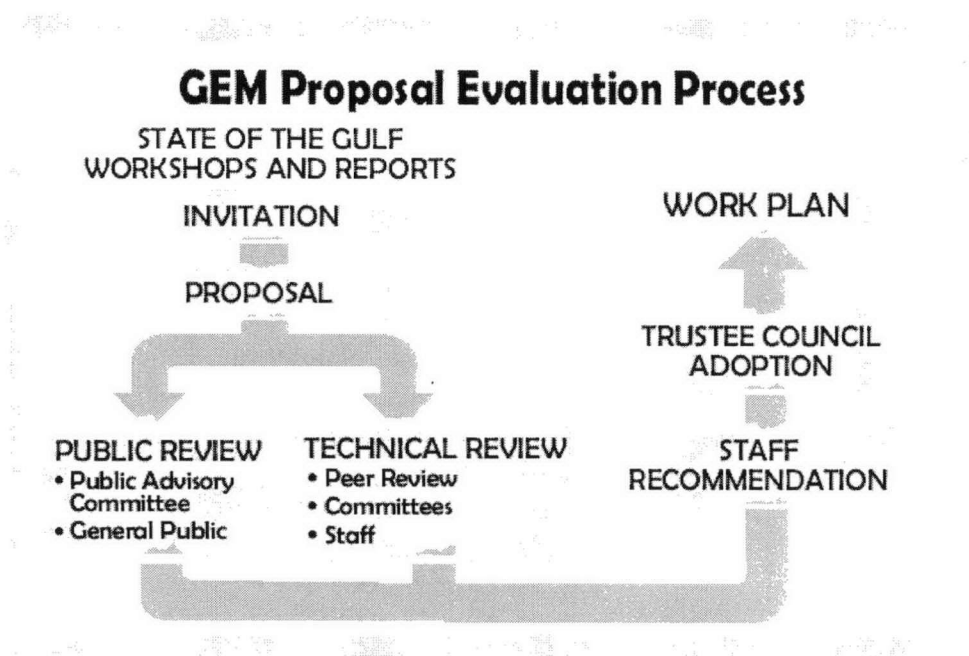 GEM Proposal Evaluation Process
STATE OF THE GULF
WORKSHOPS AND REPORTS
INVITATION
PROPOSAL
PUBLIC REVIEW
• Public Advisory
Committee
• General Public
TECHNICAL REVIEW
• Peer Review
• Committees
• Staff
WORK PLAN
TRUSTEE COUNCIL
ADOPTION
STAFF
RECOMMENDATION